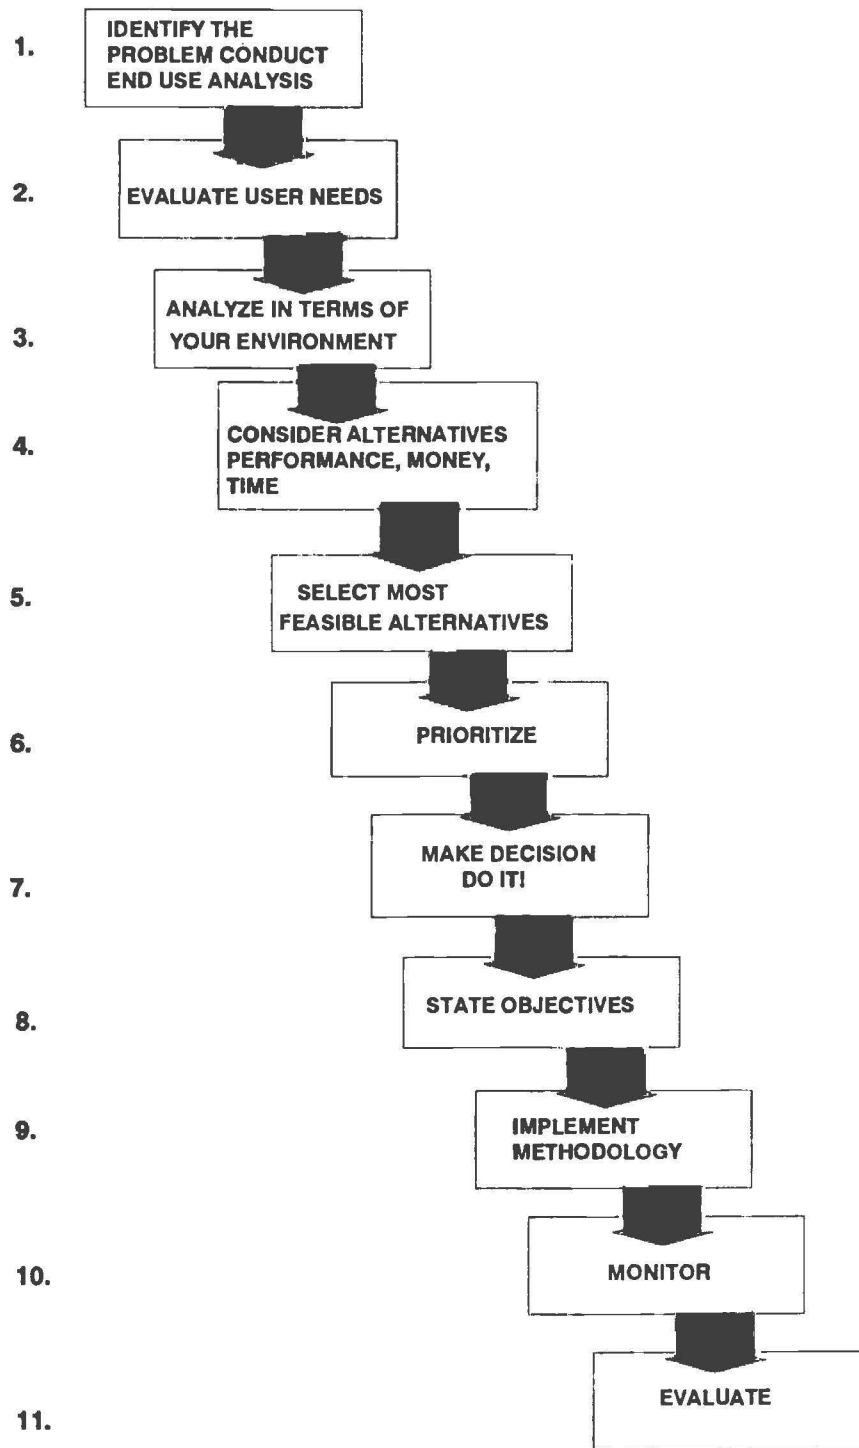 1.
IDENTIFY THE
PROBLEM CONDUCT
END USE ANALYSIS
2.
EVALUATE USER NEEDS
3.
ANALYZE IN TERMS OF
YOUR ENVIRONMENT
4.
CONSIDER ALTERNATIVES
PERFORMANCE, MONEY,
TIME
5.
SELECT MOST
FEASIBLE ALTERNATIVES
6.
PRIORITIZE
7.
MAKE DECISION
DO IT!
8.
STATE OBJECTIVES
9.
IMPLEMENT
METHODOLOGY
10.
MONITOR
11.
EVALUATE